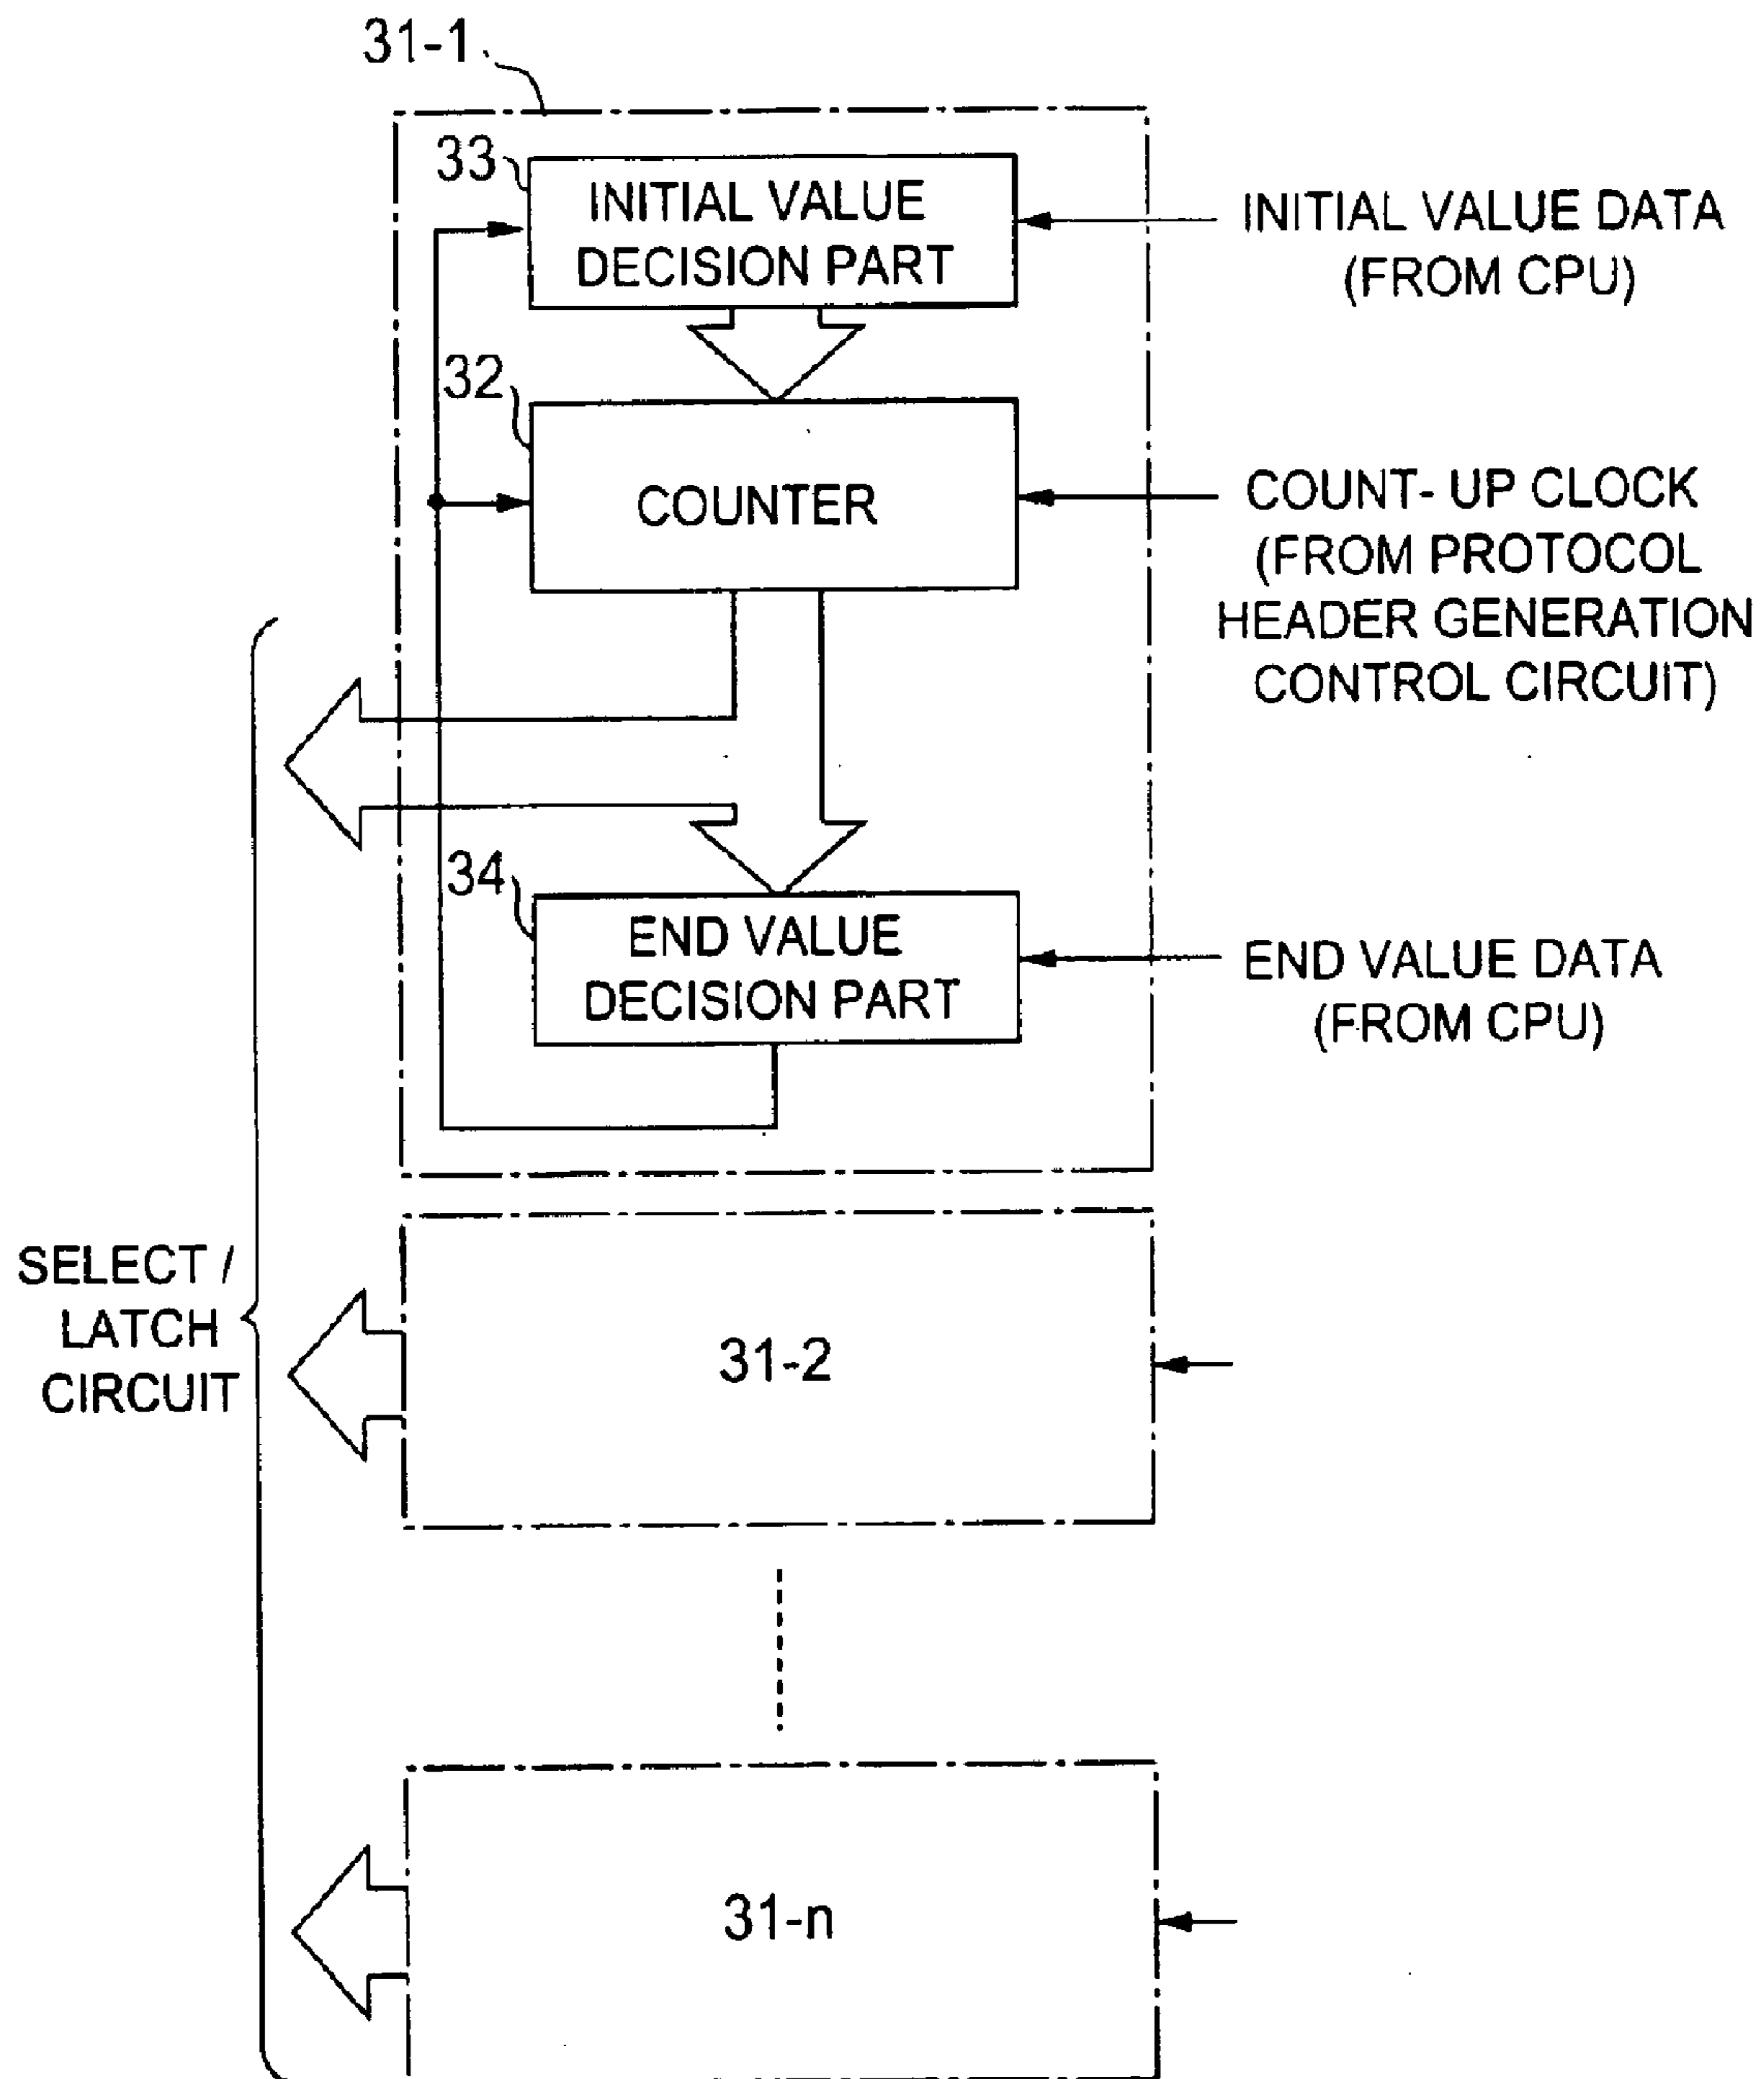 31-1
33
INITIAL VALUE
DECISION PART
INITIAL VALUE DATA
(FROM CPU)
32
COUNTER
COUNT- UP CLOCK
(FROM PROTOCOL
HEADER GENERATION
CONTROL CIRCUIT)
34
END VALUE
DECISION PART
END VALUE DATA
(FROM CPU)
SELECT /
LATCH
CIRCUIT
31-2
31-n